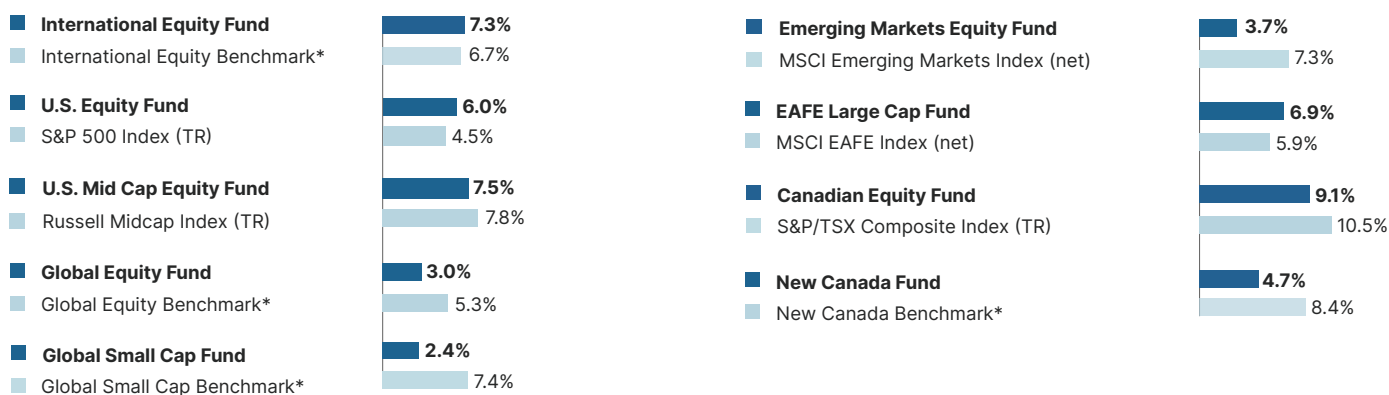 International Equity Fund 7.3%
International Equity Benchmark* 6.7%
U.S. Equity Fund 6.0%
S&P 500 Index (TR) 4.5%
U.S. Mid Cap Equity Fund 7.5%
Russell Midcap Index (TR) 7.8%
Global Equity Fund 3.0%
Global Equity Benchmark* 5.3%
Global Small Cap Fund 2.4%
Global Small Cap Benchmark* 7.4%
Emerging Markets Equity Fund 3.7%
MSCI Emerging Markets Index (net) 7.3%
EAFE Large Cap Fund 6.9%
MSCI EAFE Index (net) 5.9%
Canadian Equity Fund 9.1%
S&P/TSX Composite Index (TR) 10.5%
New Canada Fund 4.7%
New Canada Benchmark* 8.4%